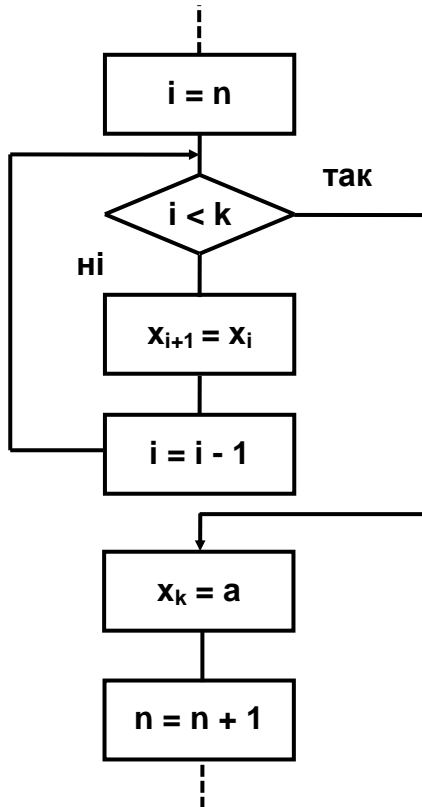 i = n
так
i < k
ні
xᵢ₊₁ = xᵢ
i = i - 1
xₖ = a
n = n + 1